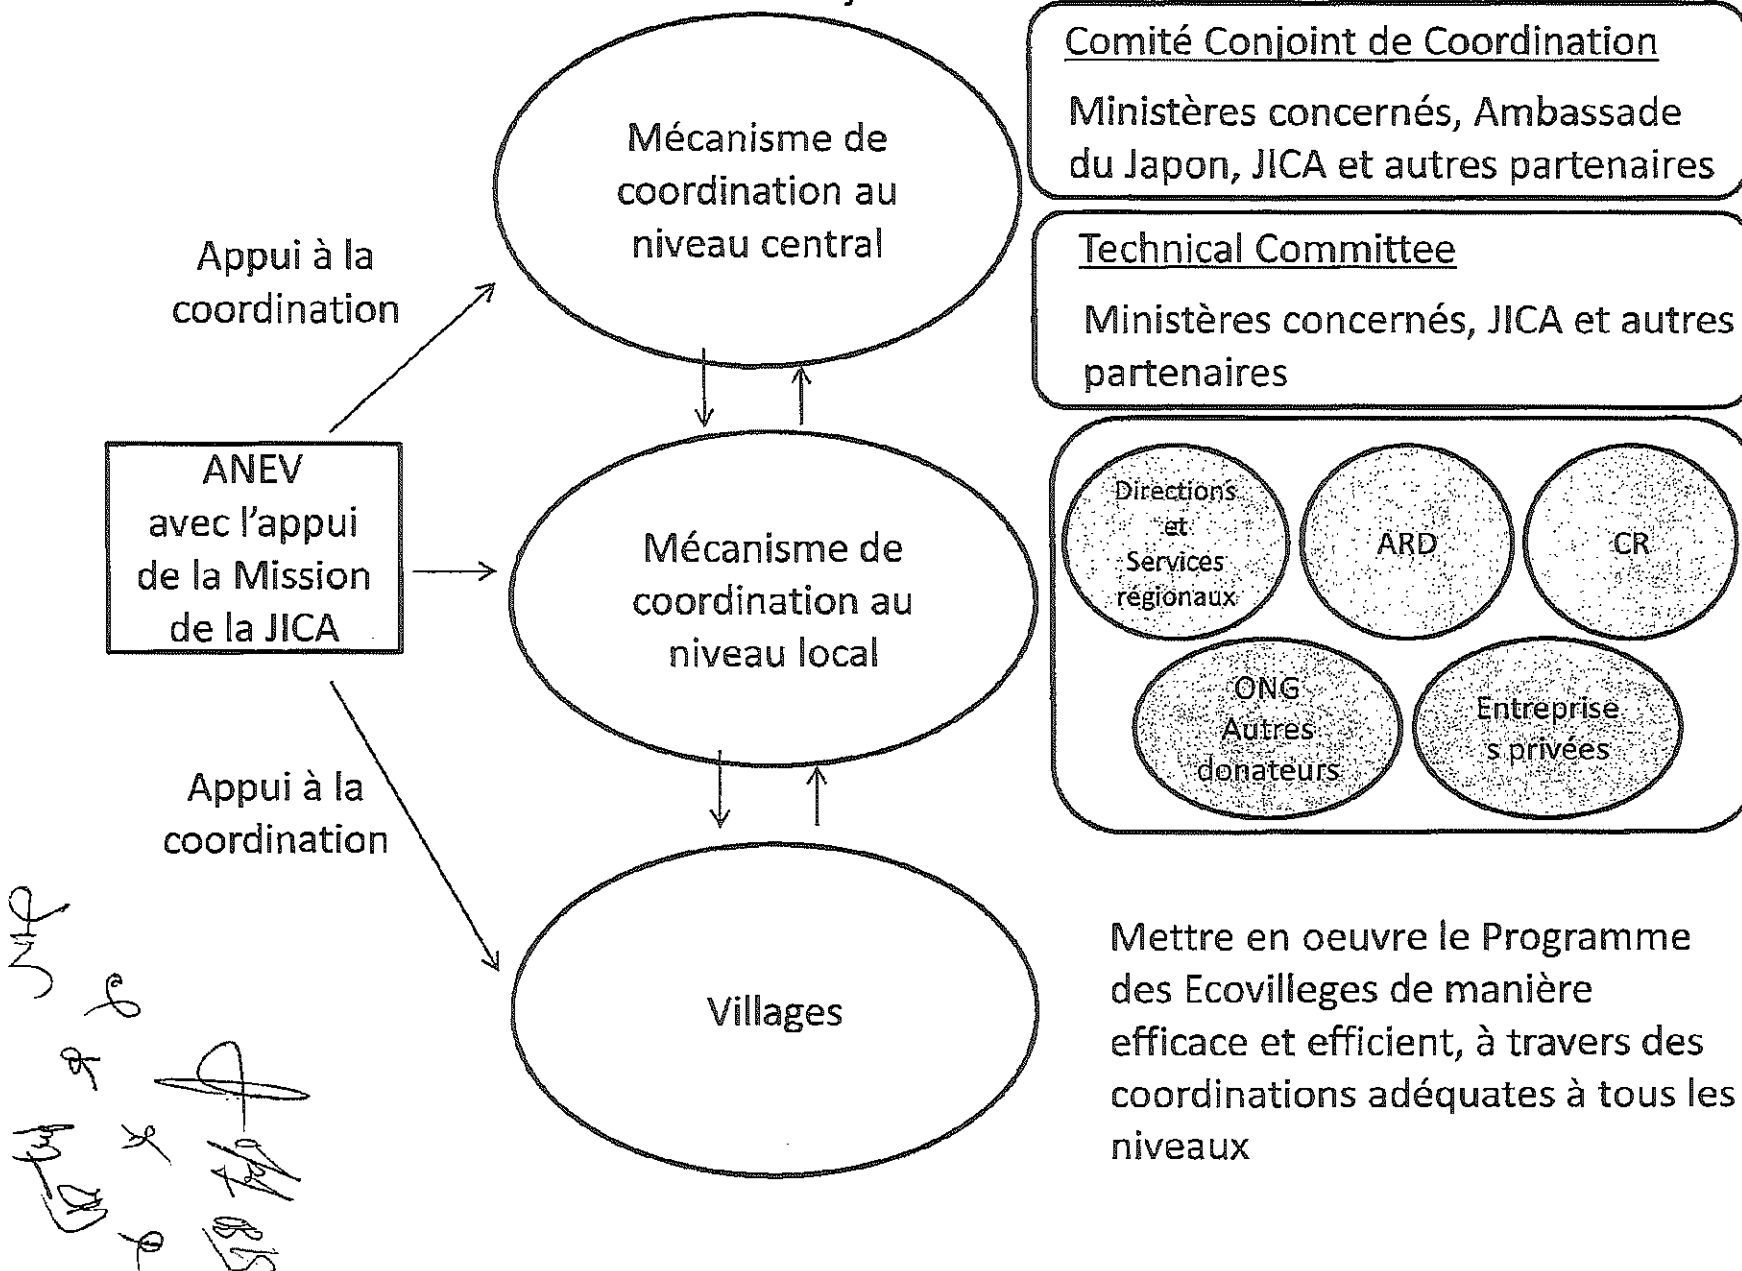 Comité Conjoint de Coordination
Ministères concernés, Ambassade
du Japon, JICA et autres partenaires
Mécanisme de
coordination au
niveau central
Appui à la
coordination
Technical Committee
Ministères concernés, JICA et autres
partenaires
ANEV
avec l'appui
de la Mission
de la JICA
Mécanisme de
coordination au
niveau local
Directions
et
Services
régionaux
ARD
CR
ONG
Autres
donateurs
Entreprise
s privées
Appui à la
coordination
Villages
Mettre en oeuvre le Programme
des Ecovilleges de manière
efficace et efficient, à travers des
coordinations adéquates à tous les
niveaux